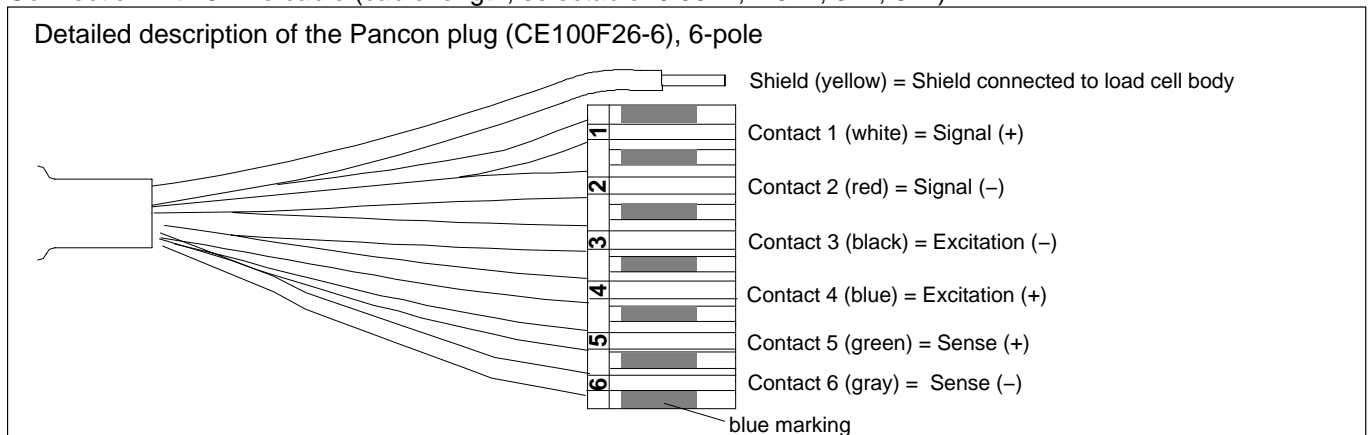 Detailed description of the Pancon plug (CE100F26-6), 6-pole
Shield (yellow) = Shield connected to load cell body
1
Contact 1 (white) = Signal (+)
2
Contact 2 (red) = Signal (−)
3
Contact 3 (black) = Excitation (−)
4
Contact 4 (blue) = Excitation (+)
5
Contact 5 (green) = Sense (+)
6
Contact 6 (gray) = Sense (−)
blue marking